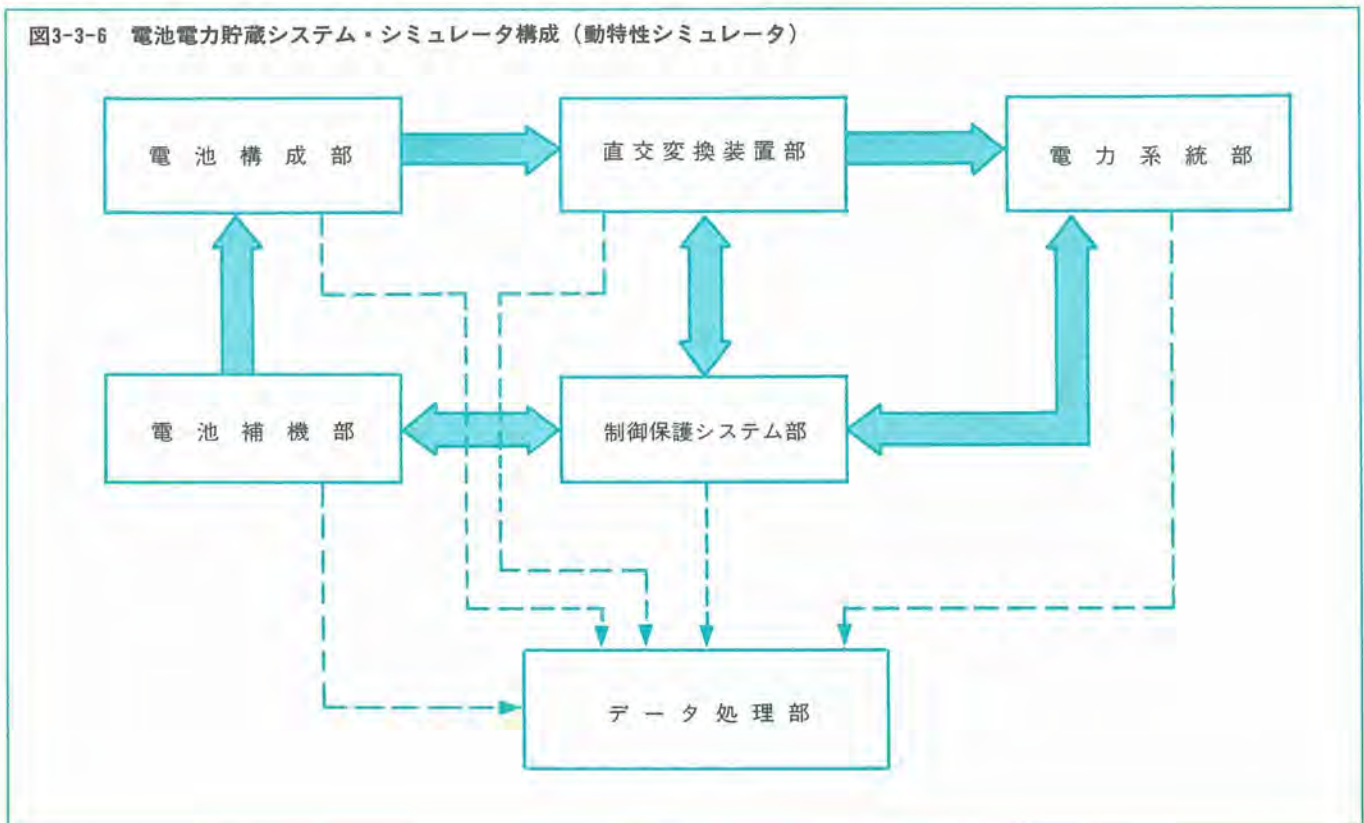 図3-3-6 電池電力貯蔵システム・シミュレータ構成（動特性シミュレータ）
電池構成部
直交変換装置部
電力系統部
電池補機部
制御保護システム部
データ処理部